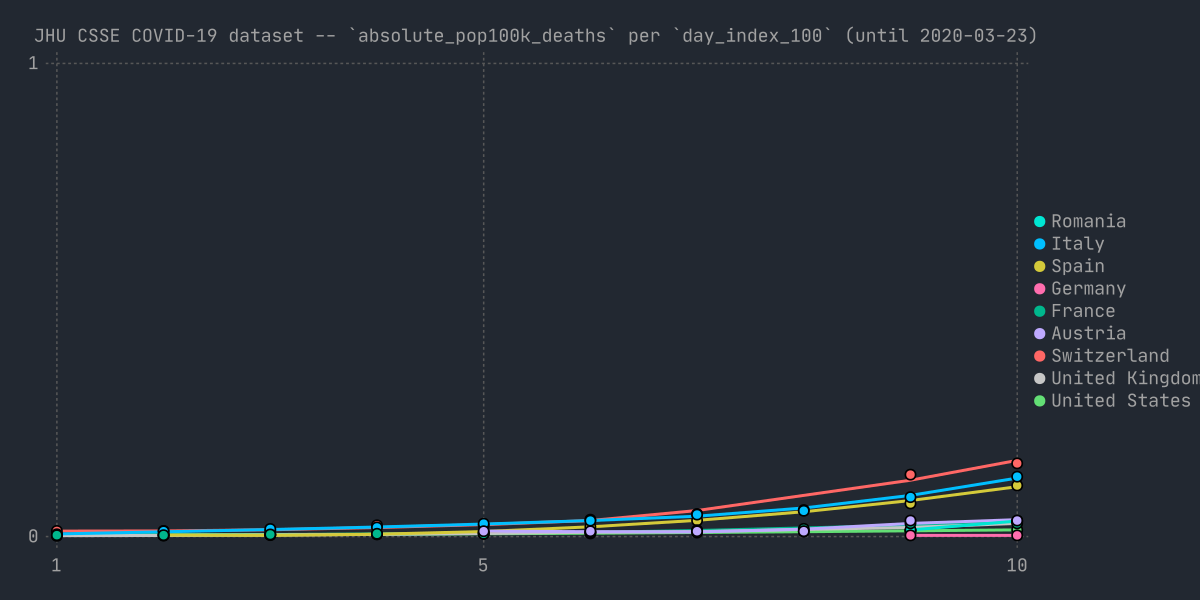 JHU CSSE COVID-19 dataset -- `absolute_pop100k_deaths` per `day_index_100` (until 2020-03-23)
1
Romania
Italy
Spain
Germany
France
Austria
Switzerland
United Kingdom
United States
0
1 5 10